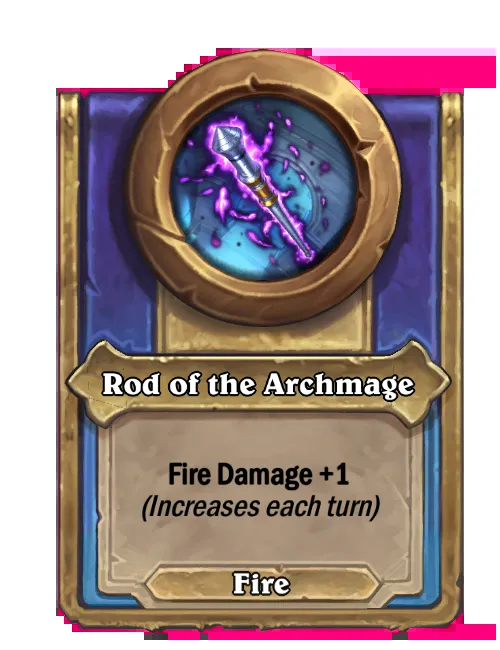 Rod of the Archmage
Fire Damage +1
(Increases each turn)
Fire